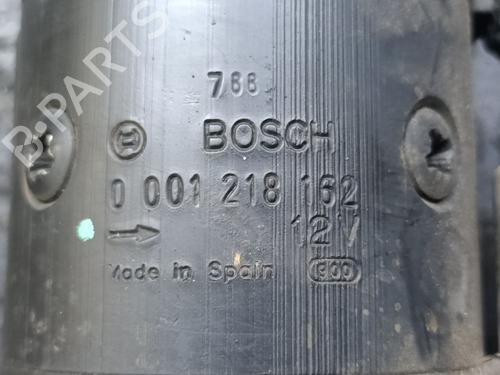 766
BOSCH
0 001 218 162
12V
Made in Spain
B-PARTS